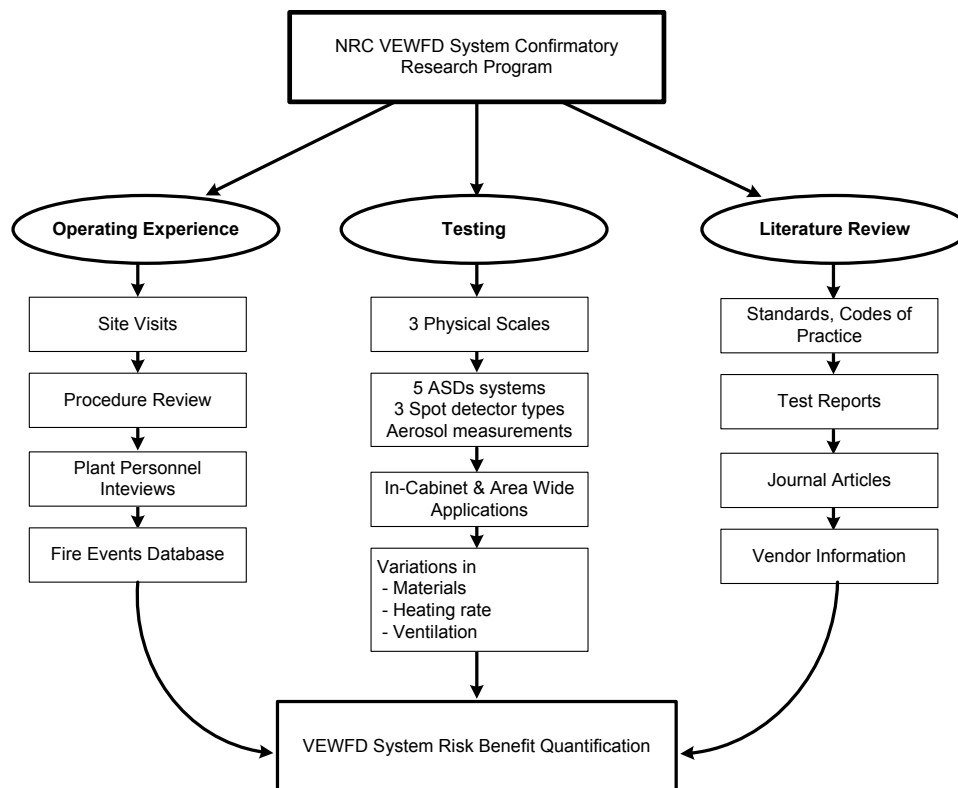 NRC VEWFD System Confirmatory
Research Program
Operating Experience
Site Visits
Procedure Review
Plant Personnel
Inteviews
Fire Events Database
Testing
3 Physical Scales
5 ASDs systems
3 Spot detector types
Aerosol measurements
In-Cabinet & Area Wide
Applications
Variations in
- Materials
- Heating rate
- Ventilation
Literature Review
Standards, Codes of
Practice
Test Reports
Journal Articles
Vendor Information
VEWFD System Risk Benefit Quantification